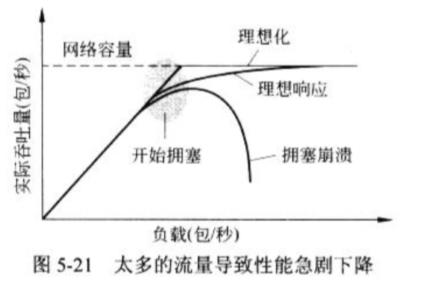 网络容量
理想化
理想响应
开始拥塞
拥塞崩溃
实际吞吐量(包/秒)
负载(包/秒)
图 5-21 太多的流量导致性能急剧下降